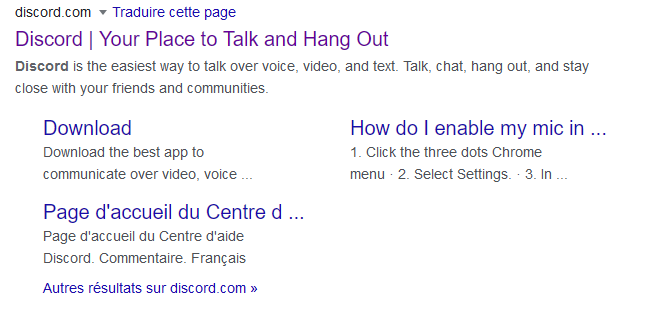 discord.com Traduire cette page
Discord | Your Place to Talk and Hang Out
Discord is the easiest way to talk over voice, video, and text. Talk, chat, hang out, and stay
close with your friends and communities.
Download
Download the best app to
communicate over video, voice ...
How do I enable my mic in ...
1. Click the three dots Chrome
menu · 2. Select Settings. · 3. In ...
Page d'accueil du Centre d ...
Page d'accueil du Centre d'aide
Discord. Commentaire. Français
Autres résultats sur discord.com »